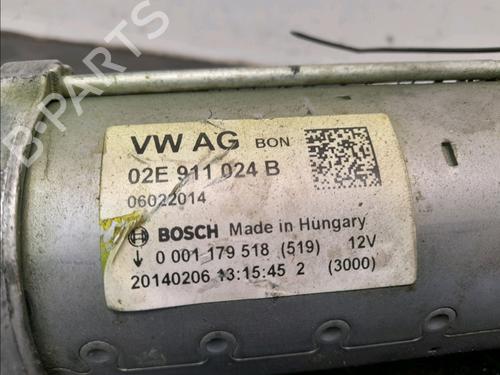 VW AG BON
02E 911 024 B
06022014
BOSCH Made in Hungary
0 001 179 518 (519) 12V
20140206 13:15:45 2 (3000)
B-Parts